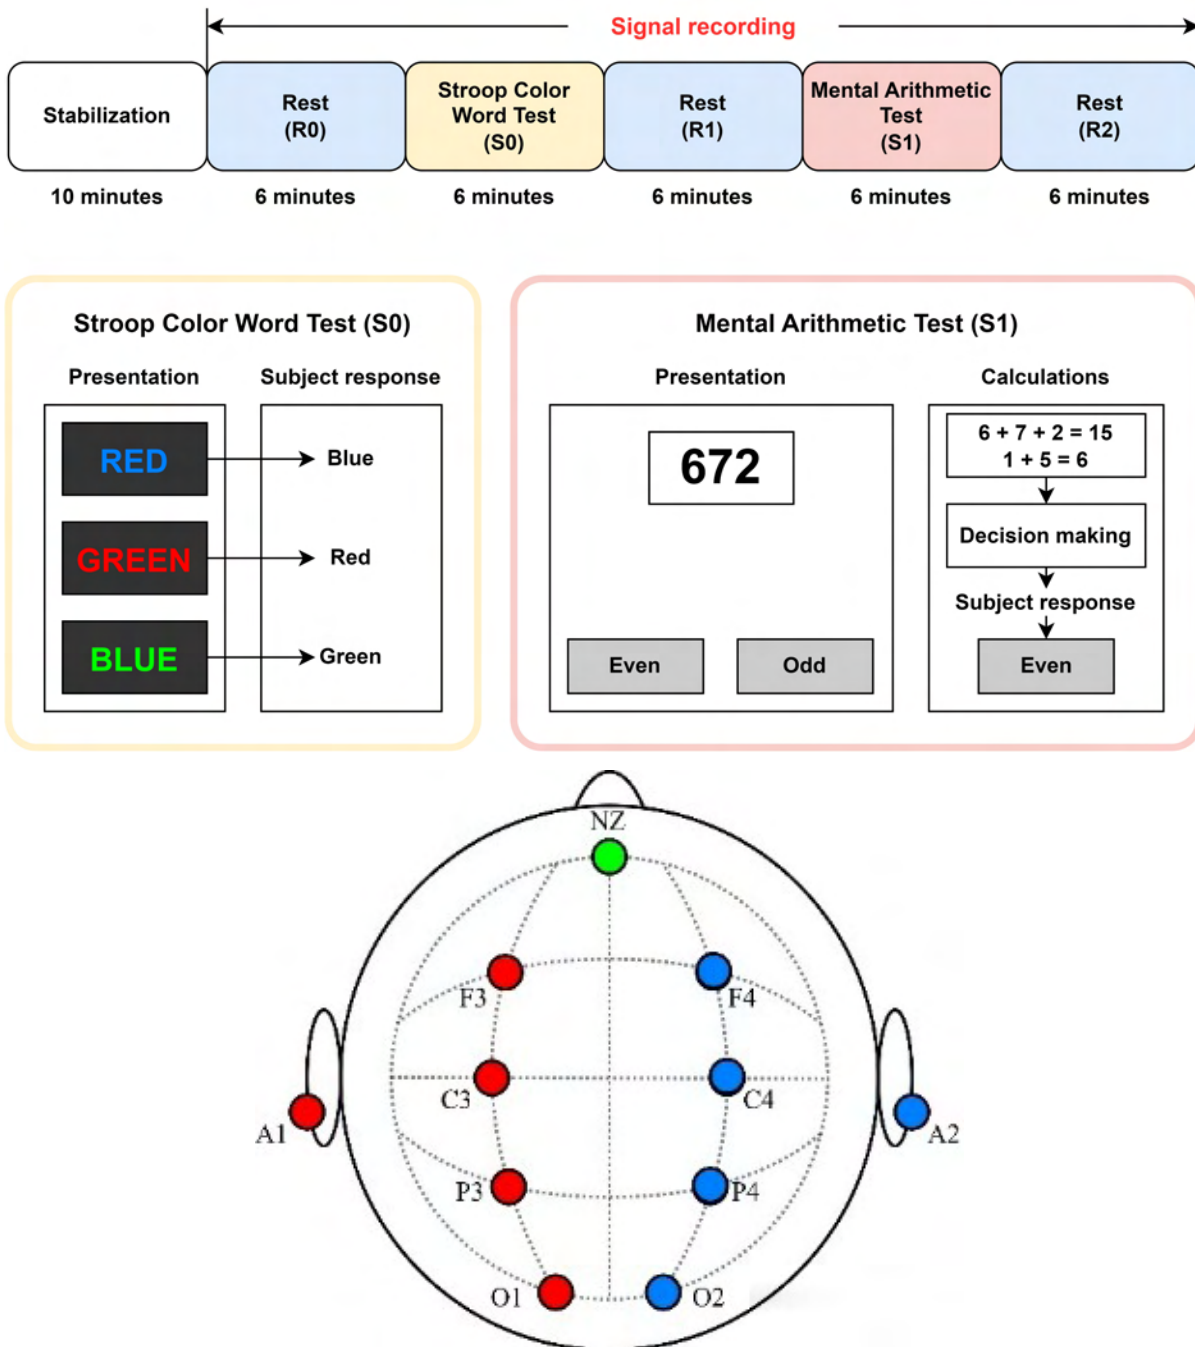 Signal recording
Stabilization
Rest
(R0)
Stroop Color
Word Test
(S0)
Rest
(R1)
Mental Arithmetic
Test
(S1)
Rest
(R2)
10 minutes
6 minutes
6 minutes
6 minutes
6 minutes
6 minutes
Stroop Color Word Test (S0)
Presentation
Subject response
RED
Blue
GREEN
Red
BLUE
Green
Mental Arithmetic Test (S1)
Presentation
Calculations
672
6 + 7 + 2 = 15
1 + 5 = 6
Decision making
Subject response
Even
Odd
Even
NZ
F3
F4
C3
C4
A1
A2
P3
P4
O1
O2